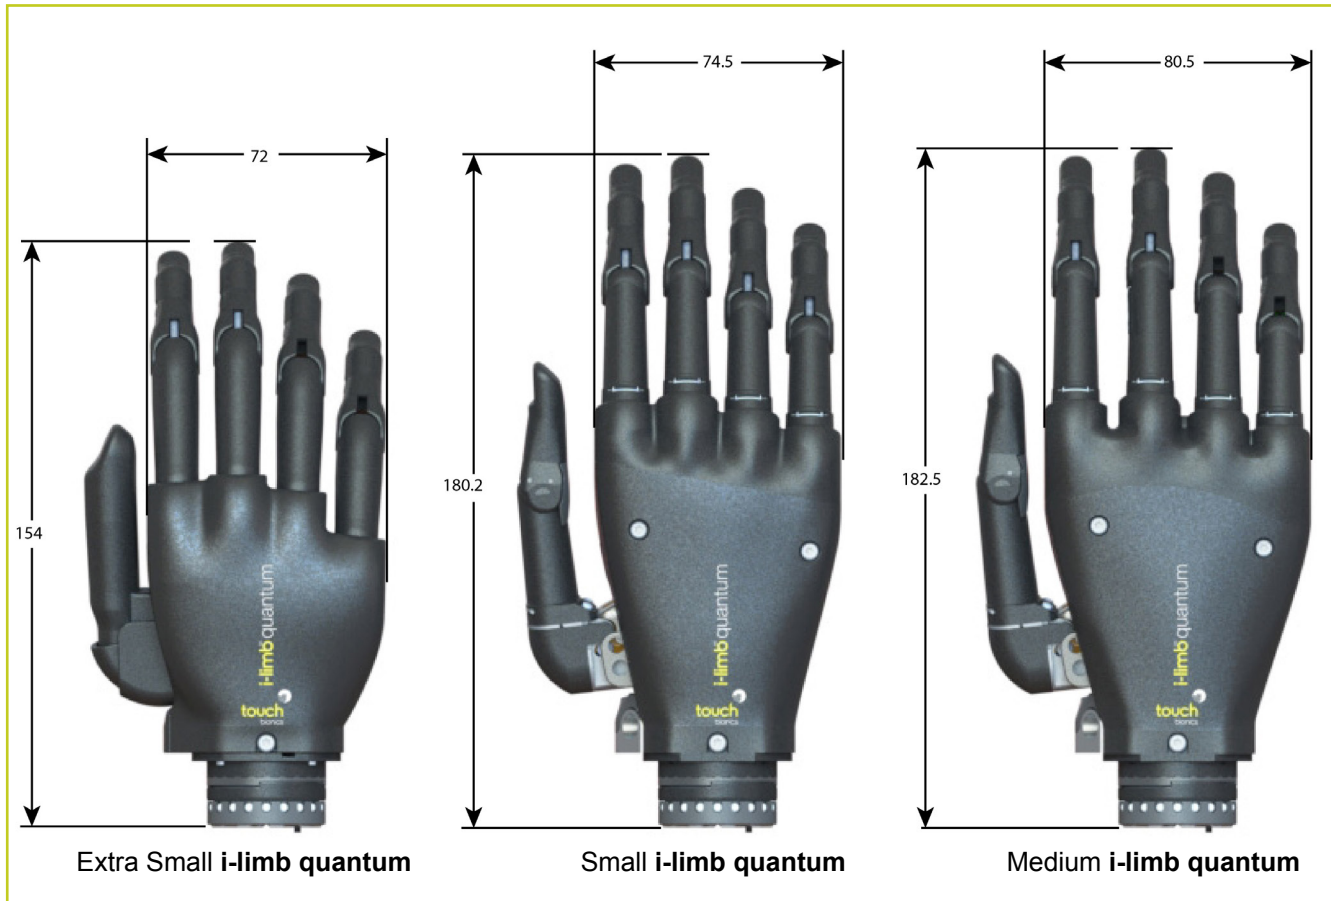 72
154
i-limb quantum
touch
bionics
Extra Small i-limb quantum
74.5
180.2
i-limb quantum
touch
bionics
Small i-limb quantum
80.5
182.5
i-limb quantum
touch
bionics
Medium i-limb quantum